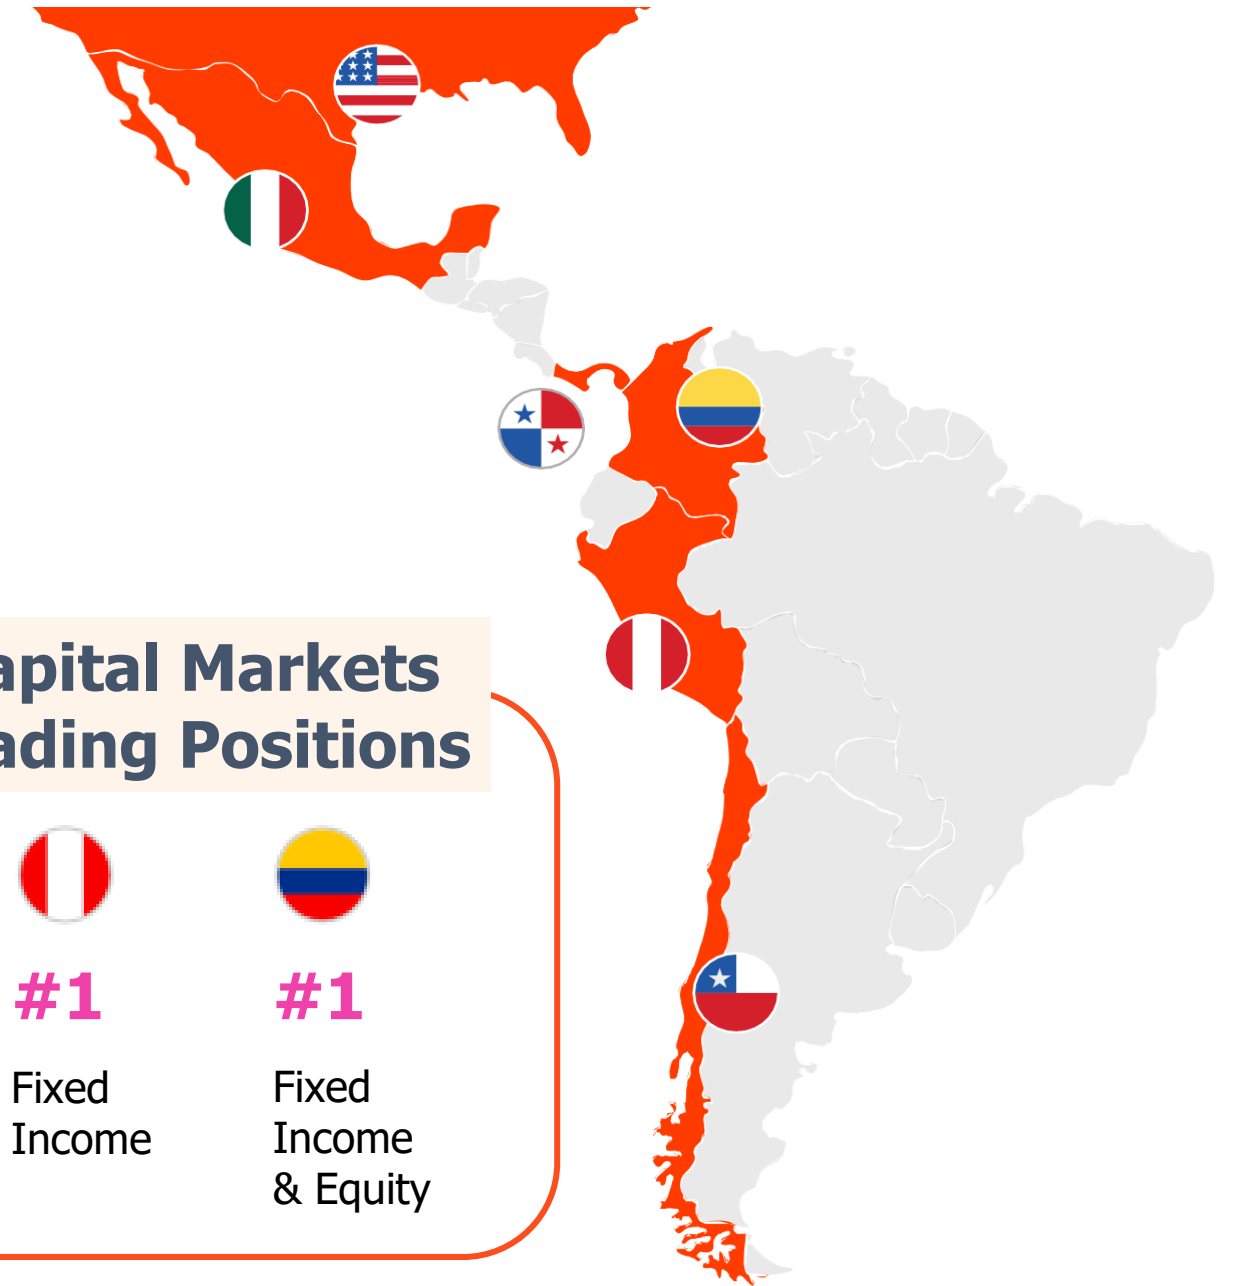 apital Markets
ading Positions
#1
#1
Fixed
Income
Fixed
Income
& Equity